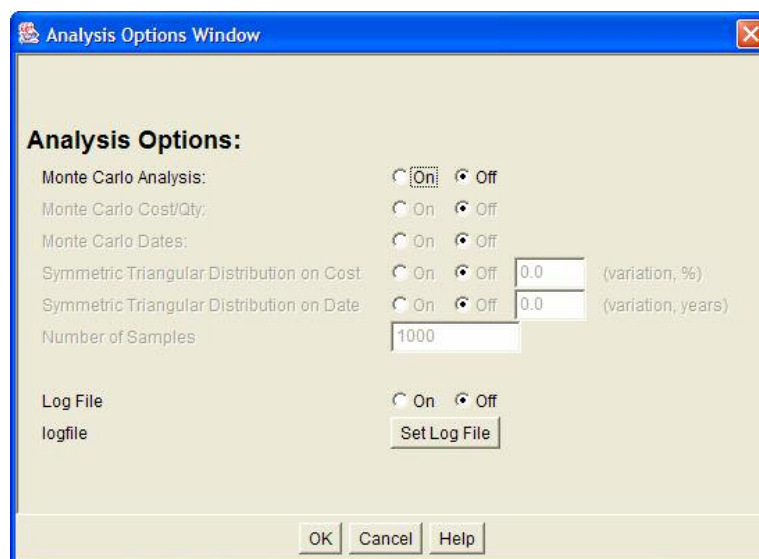 Analysis Options Window
Analysis Options:
Monte Carlo Analysis: On Off
Monte Carlo Cost/Qty: On Off
Monte Carlo Dates: On Off
Symmetric Triangular Distribution on Cost On Off 0.0 (variation, %)
Symmetric Triangular Distribution on Date On Off 0.0 (variation, years)
Number of Samples 1000
Log File On Off
logfile Set Log File
OK Cancel Help